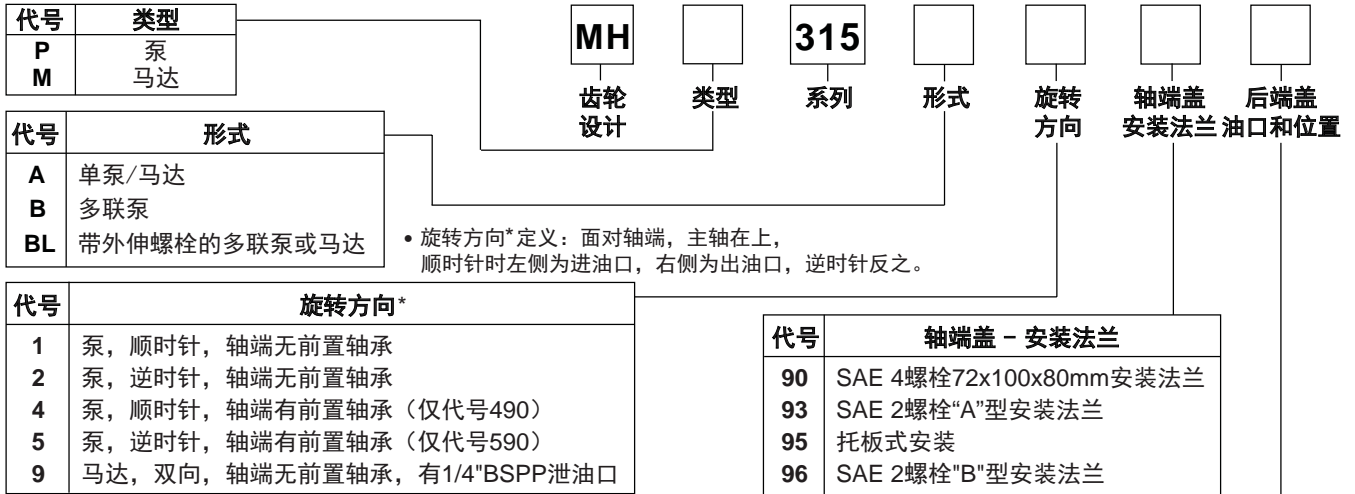 代号 类型
P 泵
M 马达
MH 315
齿轮 类型 系列 形式 旋转 轴端盖 后端盖
设计 方向 安装法兰 油口和位置
代号 形式
A 单泵/马达
B 多联泵
BL 带外伸螺栓的多联泵或马达
• 旋转方向*定义：面对轴端，主轴在上，
顺时针时左侧为进油口，右侧为出油口，逆时针反之。
代号 旋转方向*
1 泵，顺时针，轴端无前置轴承
2 泵，逆时针，轴端无前置轴承
4 泵，顺时针，轴端有前置轴承（仅代号490）
5 泵，逆时针，轴端有前置轴承（仅代号590）
9 马达，双向，轴端无前置轴承，有1/4"BSPP泄油口
代号 轴端盖 – 安装法兰
90 SAE 4螺栓72x100x80mm安装法兰
93 SAE 2螺栓“A”型安装法兰
95 托板式安装
96 SAE 2螺栓"B"型安装法兰